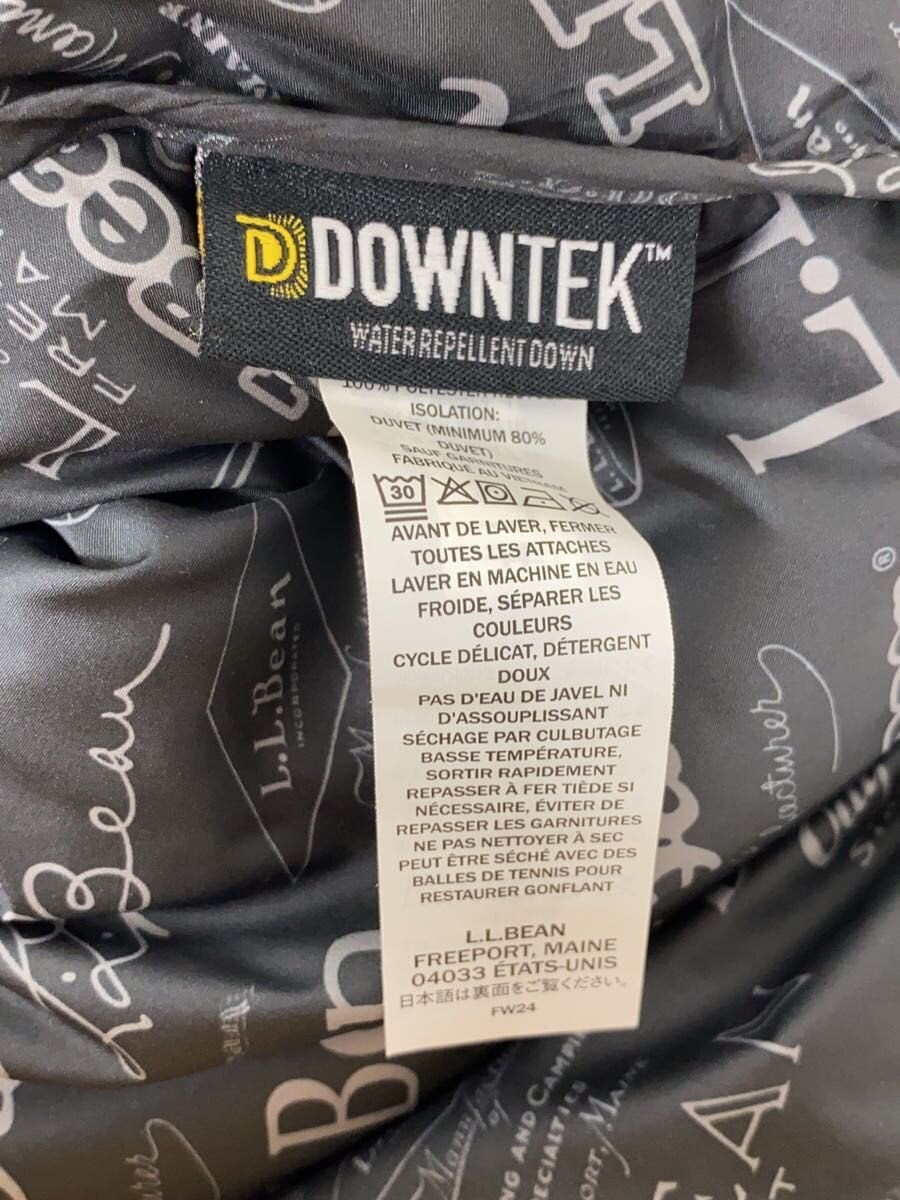 DOWNTEK™
WATER REPELLENT DOWN
100% POLYESTER
ISOLATION:
DUVET (MINIMUM 80%
DUVET)
SAUF GARNITURES
FABRIQUÉ AU VIETNAM
30
AVANT DE LAVER, FERMER
TOUTES LES ATTACHES
LAVER EN MACHINE EN EAU
FROIDE, SÉPARER LES
COULEURS
CYCLE DÉLICAT, DÉTERGENT
DOUX
PAS D'EAU DE JAVEL NI
D'ASSOUPLISSANT
SÉCHAGE PAR CULBUTAGE
BASSE TEMPÉRATURE,
SORTIR RAPIDEMENT
REPASSER À FER TIÈDE SI
NÉCESSAIRE, ÉVITER DE
REPASSER LES GARNITURES
NE PAS NETTOYER À SEC
PEUT ÊTRE SÉCHÉ AVEC DES
BALLES DE TENNIS POUR
RESTAURER GONFLANT
L.L.BEAN
FREEPORT, MAINE
04033 ÉTATS-UNIS
日本語は裏面をご覧ください。
FW24
L.L.Bean
INCORPORATED
L.L.Bean